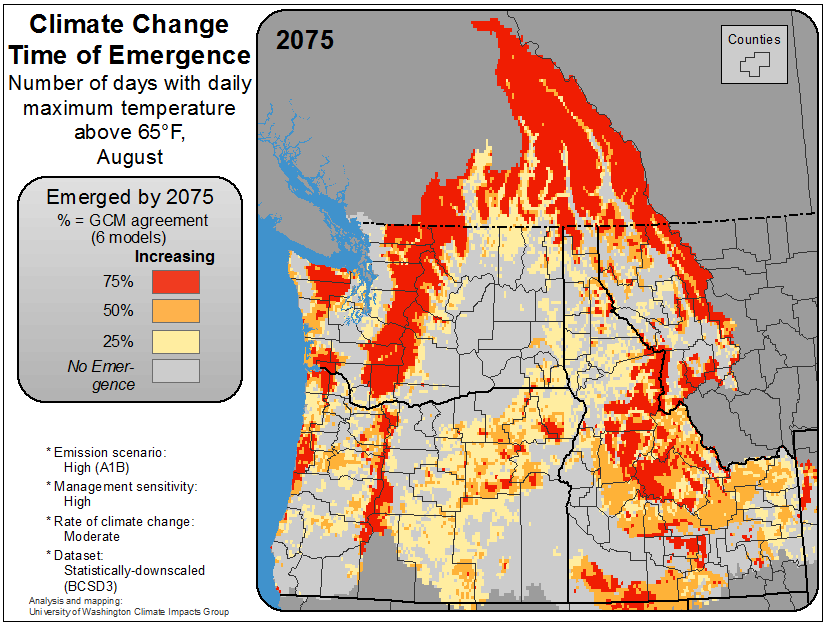 Climate Change
Time of Emergence
Number of days with daily
maximum temperature
above 65°F,
August
Emerged by 2075
% = GCM agreement
(6 models)
Increasing
75%
50%
25%
No Emer-
gence
* Emission scenario:
High (A1B)
* Management sensitivity:
High
* Rate of climate change:
Moderate
* Dataset:
Statistically-downscaled
(BCSD3)
Analysis and mapping:
University of Washington Climate Impacts Group
2075
Counties